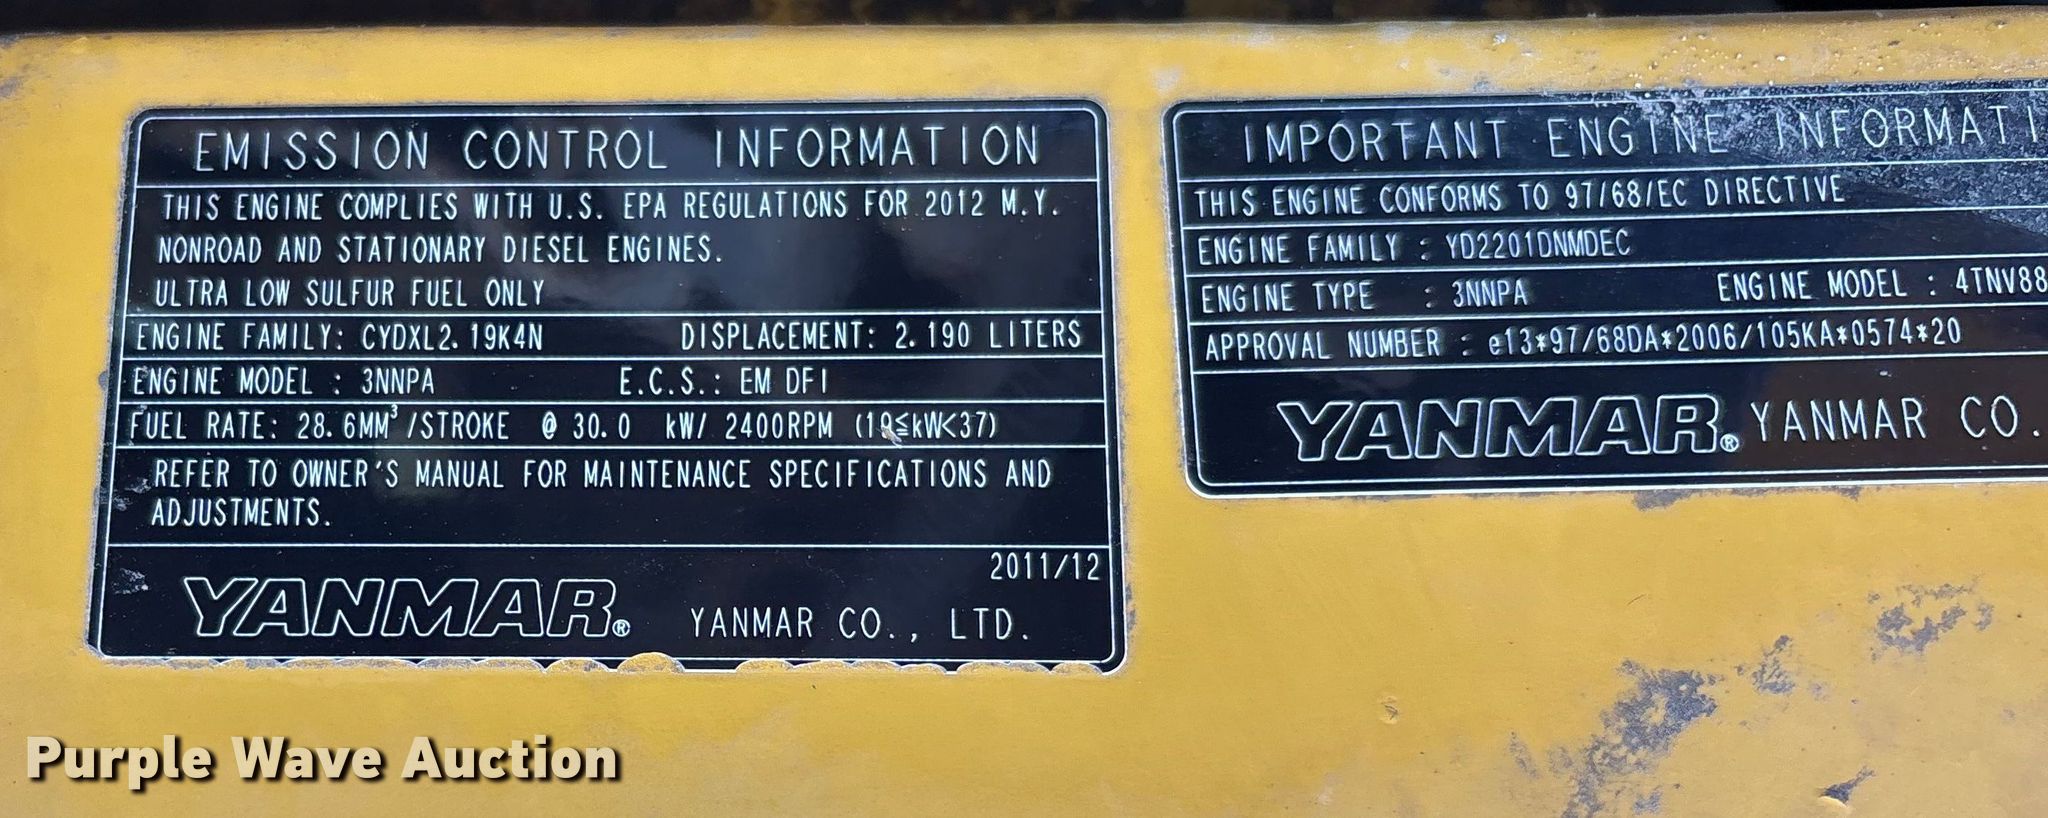 EMISSION CONTROL INFORMATION
THIS ENGINE COMPLIES WITH U.S. EPA REGULATIONS FOR 2012 M.Y.
NONROAD AND STATIONARY DIESEL ENGINES.
ULTRA LOW SULFUR FUEL ONLY
ENGINE FAMILY: CYDXL2.19K4N DISPLACEMENT: 2.190 LITERS
ENGINE MODEL : 3NNPA E.C.S.: EM DFI
FUEL RATE: 28.6MM³/STROKE @ 30.0 kW/ 2400RPM (19≦kW<37)
REFER TO OWNER'S MANUAL FOR MAINTENANCE SPECIFICATIONS AND
ADJUSTMENTS.
2011/12
YANMAR® YANMAR CO., LTD.
IMPORTANT ENGINE INFORMATI
THIS ENGINE CONFORMS TO 97/68/EC DIRECTIVE
ENGINE FAMILY : YD2201DNMDEC
ENGINE TYPE : 3NNPA ENGINE MODEL : 4TNV88
APPROVAL NUMBER : e13*97/68DA*2006/105KA*0574*20
YANMAR® YANMAR CO.
Purple Wave Auction